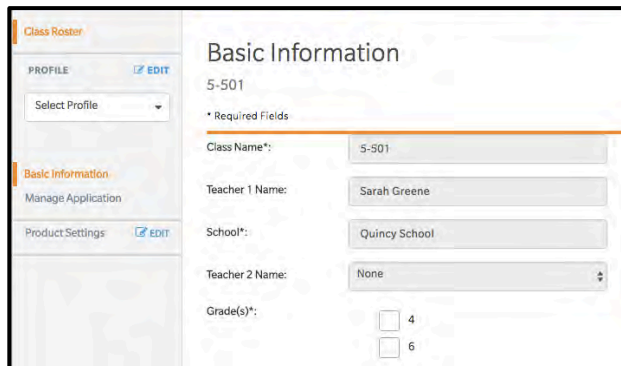 Class Roster
PROFILE EDIT
Select Profile
Basic Information
Manage Application
Product Settings EDIT
Basic Information
5-501
* Required Fields
Class Name*: 5-501
Teacher 1 Name: Sarah Greene
School*: Quincy School
Teacher 2 Name: None
Grade(s)*:
4
6